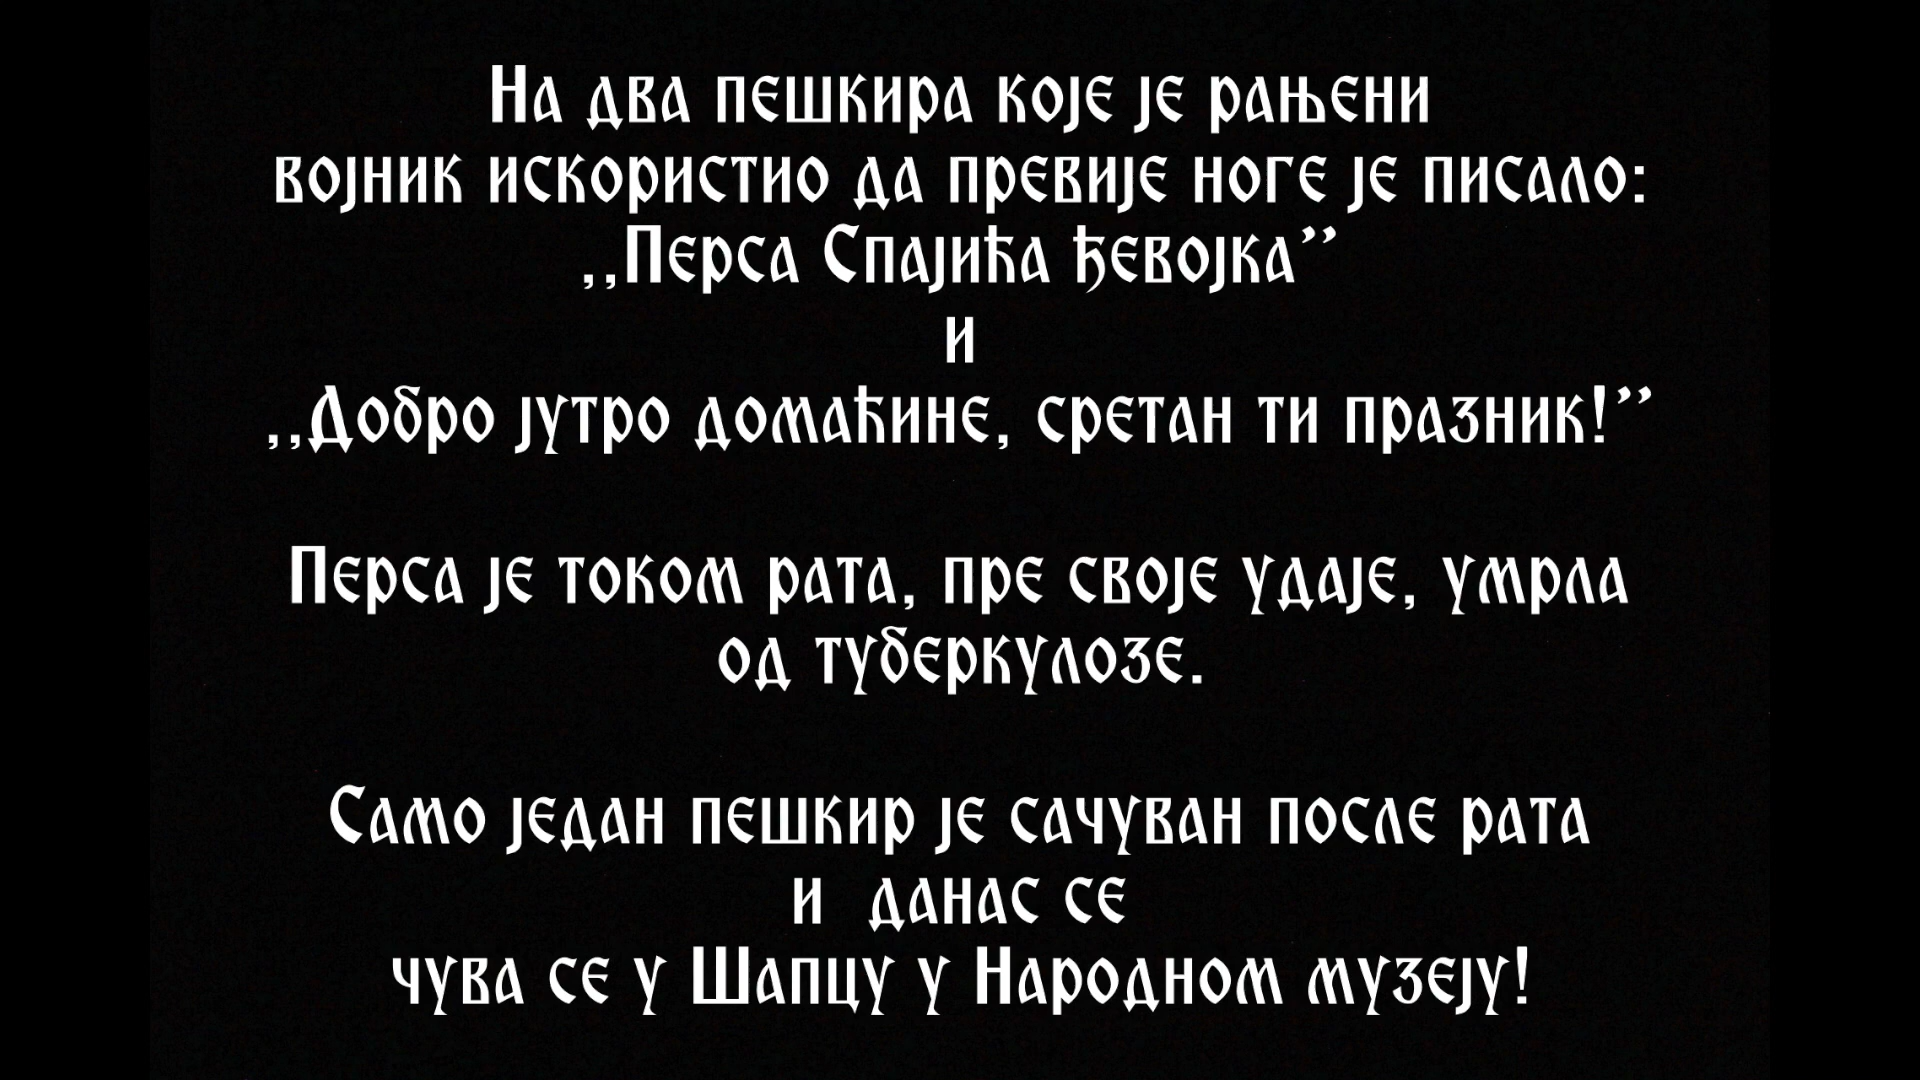 На два пешкира које је рањени
војник искористио да превије ноге је писало:
,,Перса Спајића ђевојка’’
и
,,Добро јутро домаћине, сретан ти празник!’’
Перса је током рата, пре своје удаје, умрла
од туберкулозе.
Само један пешкир је сачуван после рата
и  данас се
чува се у Шапцу у Народном музеју!